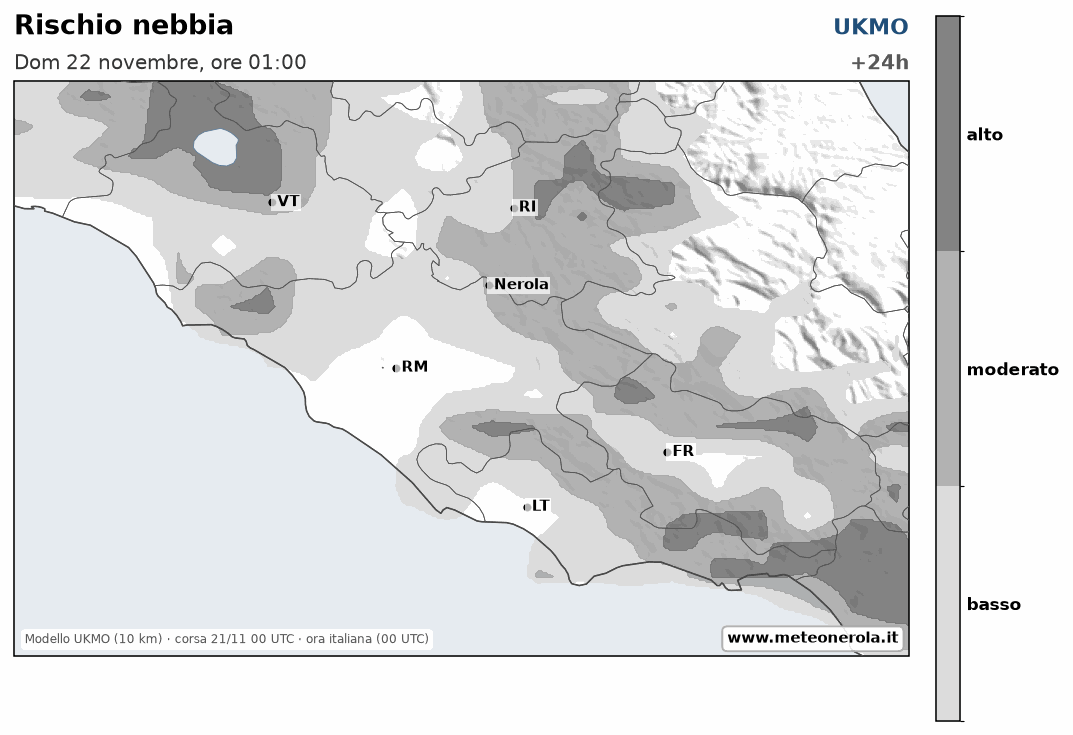 Rischio nebbia
UKMO
Dom 22 novembre, ore 01:00
+24h
alto
VT
RI
Nerola
RM
moderato
FR
LT
basso
Modello UKMO (10 km) · corsa 21/11 00 UTC · ora italiana (00 UTC)
www.meteonerola.it